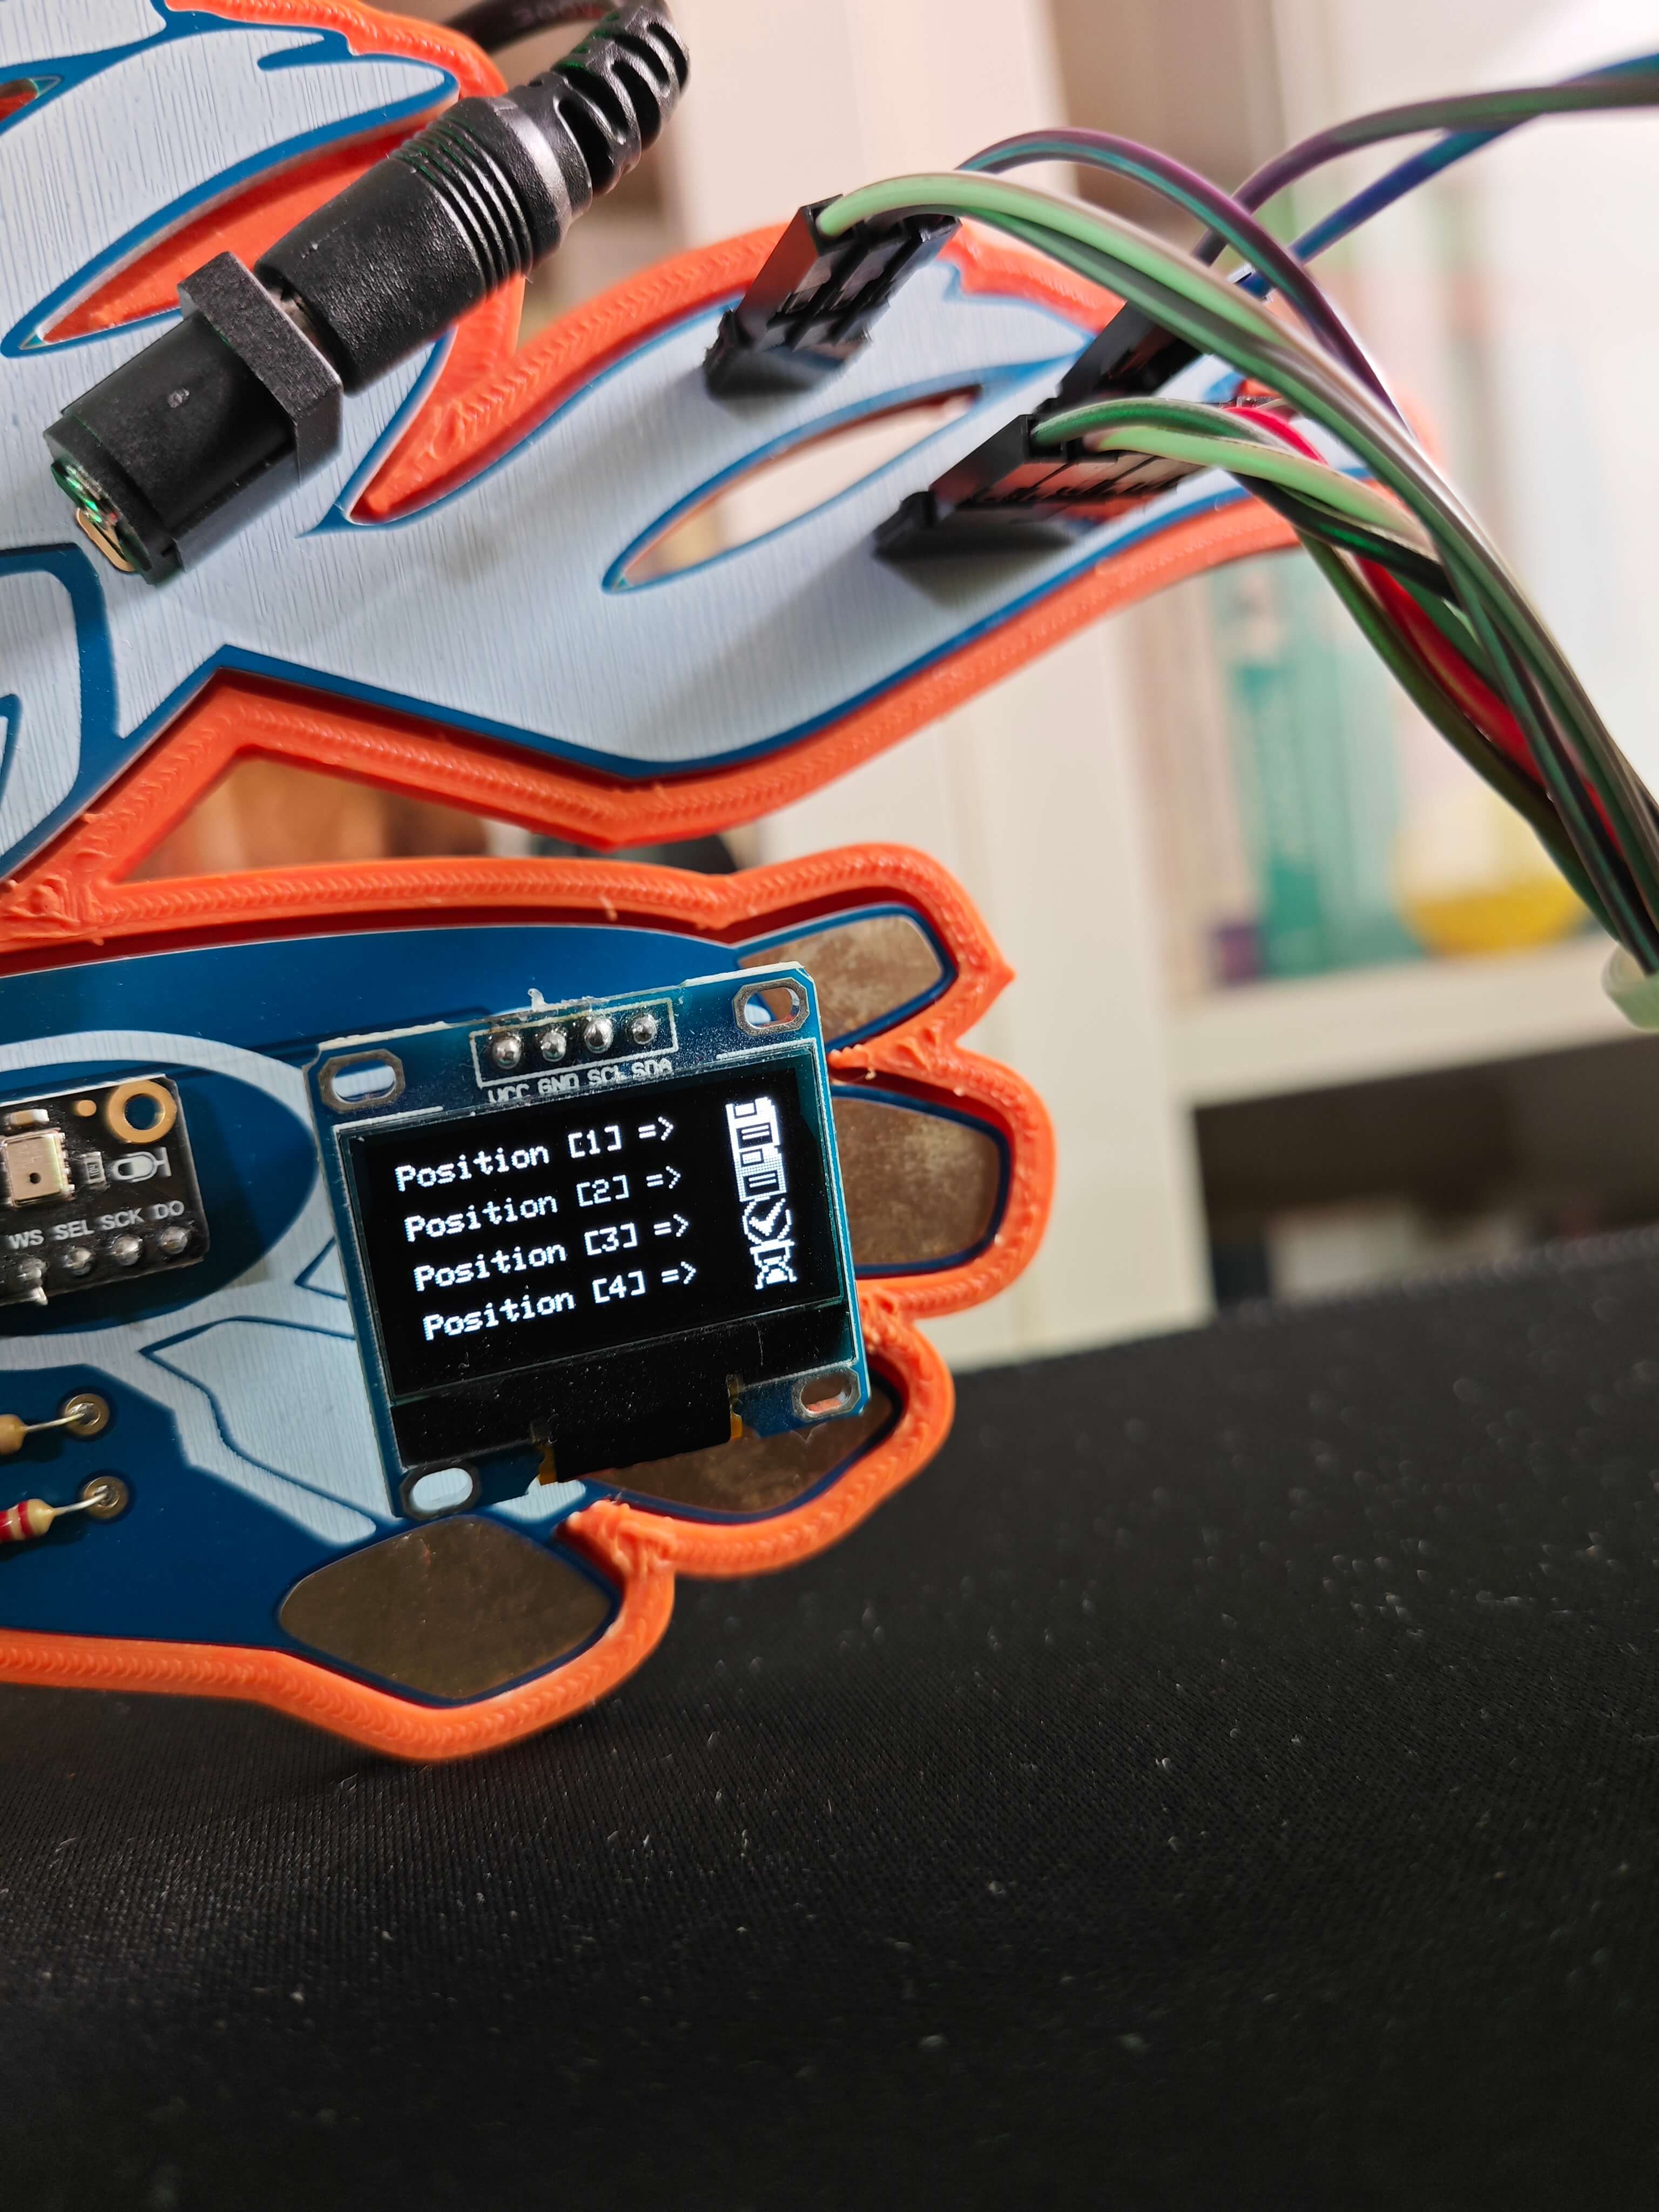 VCC GND SCL SDA
Position [1] =>
Position [2] =>
Position [3] =>
Position [4] =>
WS SEL SCK DO